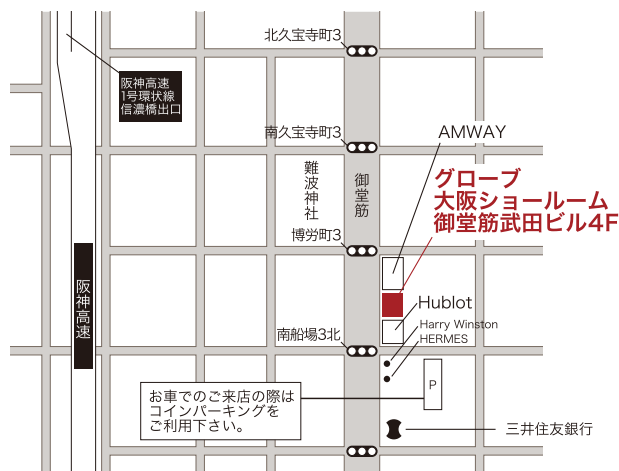 北久宝寺町3
阪神高速
1号環状線
信濃橋出口
南久宝寺町3
AMWAY
難波神社
御堂筋
グローブ
大阪ショールーム
御堂筋武田ビル4F
博労町3
阪神高速
Hublot
Harry Winston
HERMES
南船場3北
P
お車でのご来店の際は
コインパーキングを
ご利用下さい。
三井住友銀行